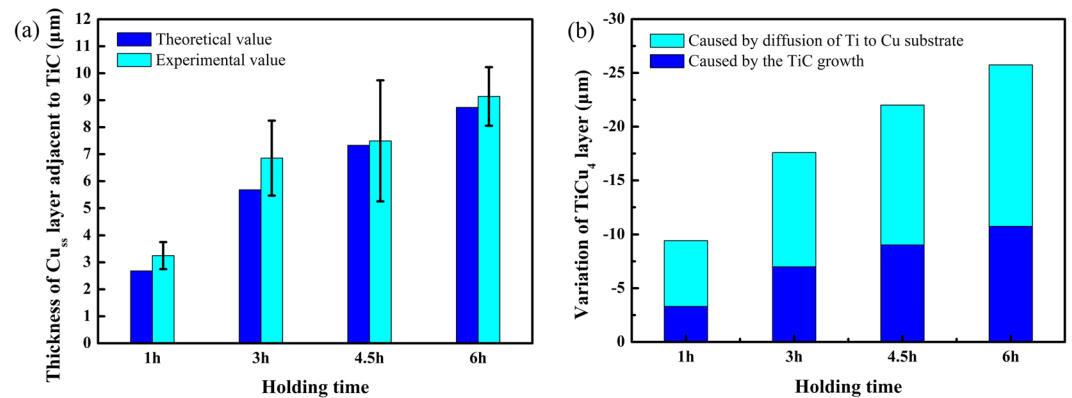 (a)
Thickness of Cu_ss layer adjacent to TiC (μm)
12
11
10
9
8
7
6
5
4
3
2
1
0
Theoretical value
Experimental value
1h
3h
4.5h
6h
Holding time
(b)
Variation of TiCu_4 layer (μm)
-30
-25
-20
-15
-10
-5
0
Caused by diffusion of Ti to Cu substrate
Caused by the TiC growth
1h
3h
4.5h
6h
Holding time